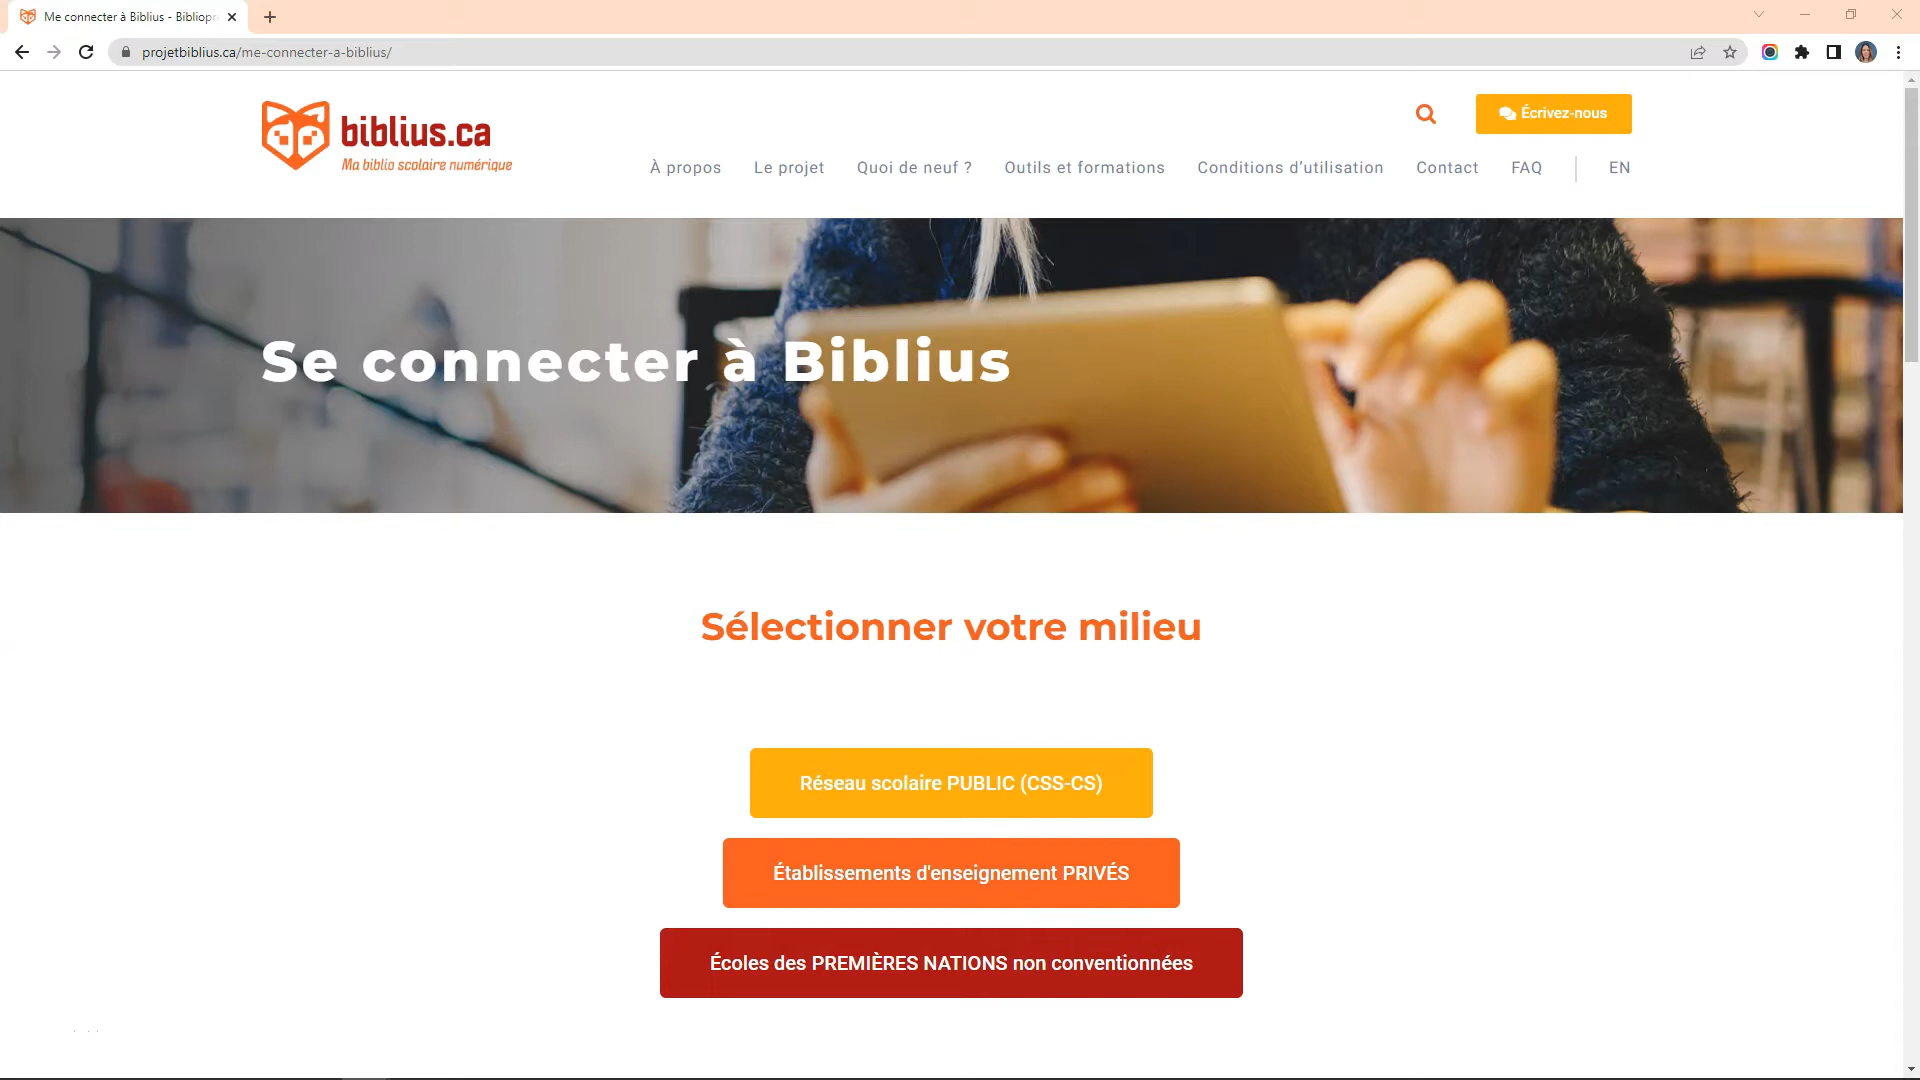 Me connecter à Biblius - Bibliopr
projetbiblius.ca/me-connecter-a-biblius/
biblius.ca
Ma biblio scolaire numérique
Écrivez-nous
À propos
Le projet
Quoi de neuf ?
Outils et formations
Conditions d'utilisation
Contact
FAQ
EN
Se connecter à Biblius
Sélectionner votre milieu
Réseau scolaire PUBLIC (CSS-CS)
Établissements d'enseignement PRIVÉS
Écoles des PREMIÈRES NATIONS non conventionnées